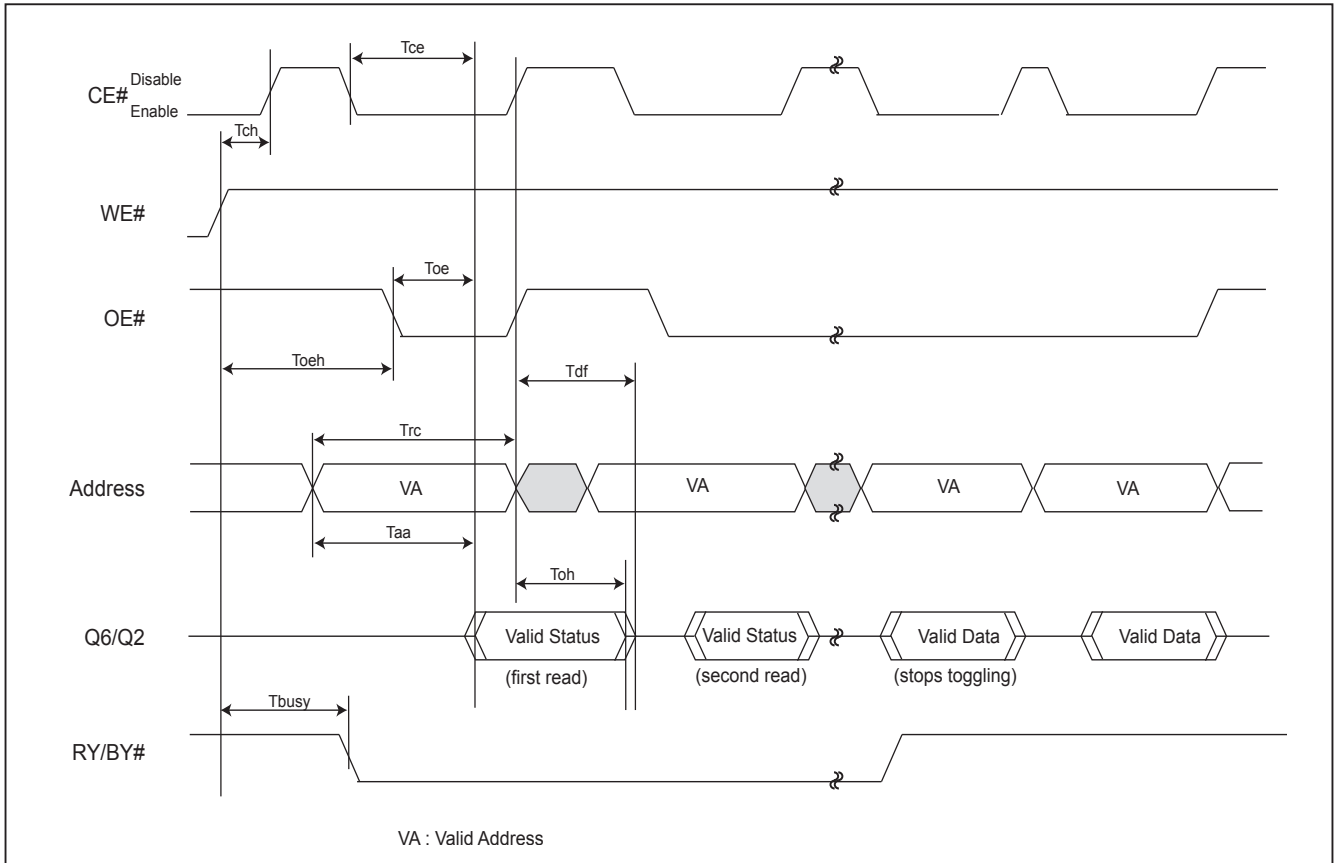 Tce
CE#
Disable
Enable
Tch
WE#
Toe
OE#
Toeh
Tdf
Trc
Address
VA
VA
VA
VA
Taa
Toh
Q6/Q2
Valid Status
Valid Status
Valid Data
Valid Data
(first read)
(second read)
(stops toggling)
Tbusy
RY/BY#
VA : Valid Address